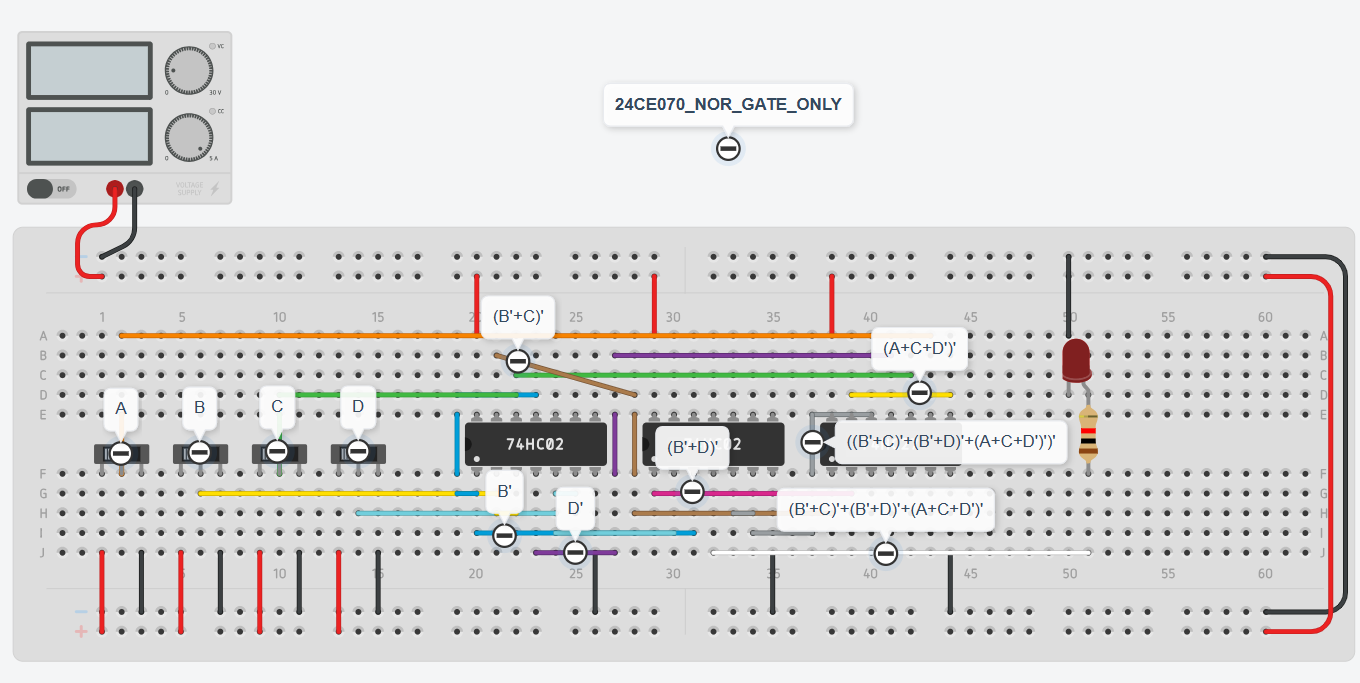 VC
0 30 V
CC
0 5 A
OFF
VOLTAGE
SUPPLY
24CE070_NOR_GATE_ONLY
−
+
1 5 10 15 20 25 30 35 40 45 50 55 60
(B'+C)'
(A+C+D')'
A
B
C
D
E
A
B
C
D
E
A
B
C
D
74HC02
(B'+D)'
02
((B'+C)'+(B'+D)'+(A+C+D')')'
F
G
H
I
J
F
G
H
I
J
B'
D'
(B'+C)'+(B'+D)'+(A+C+D')'
5 10 15 20 25 30 35 40 45 50 55 60
−
+